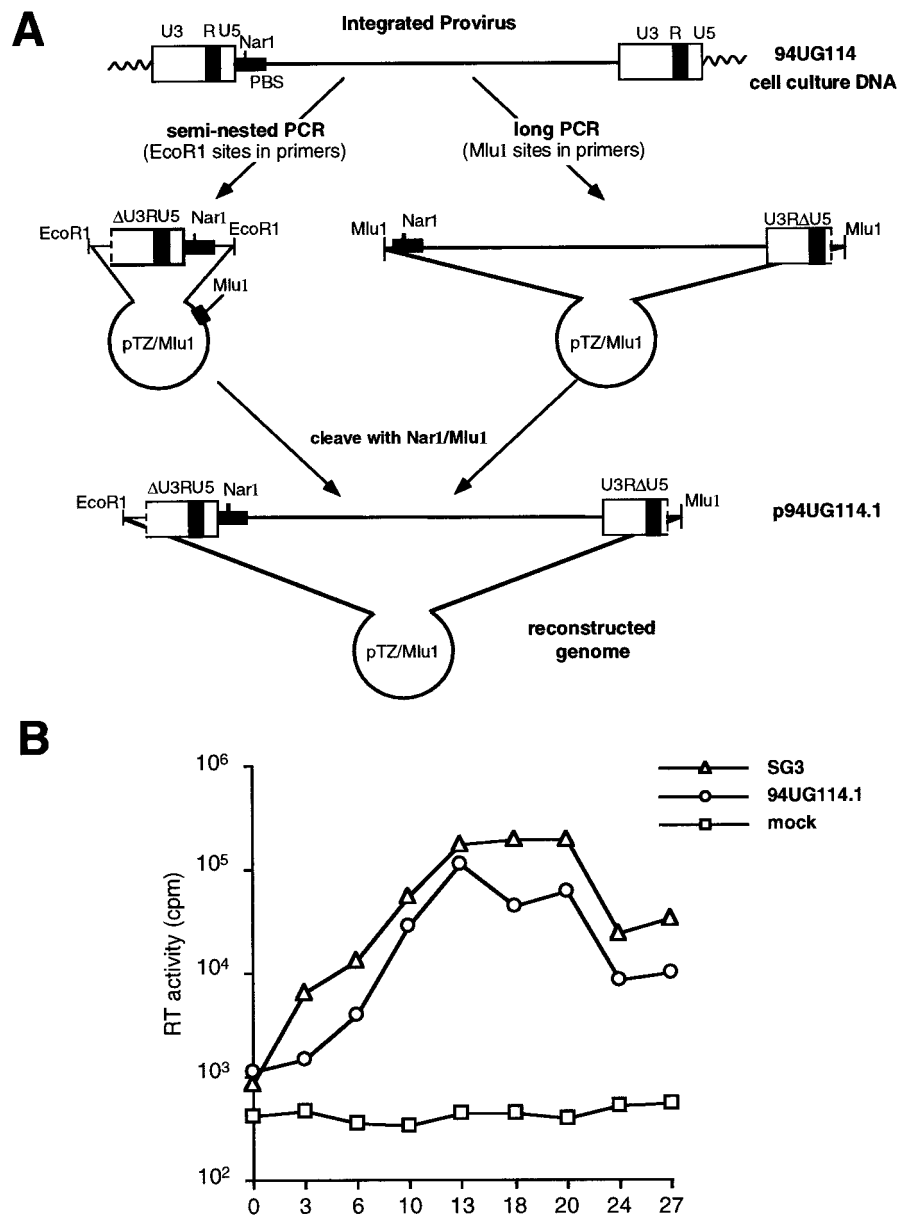 A
Integrated Provirus
U3 R U5
Nar1
PBS
U3 R U5
94UG114
cell culture DNA
semi-nested PCR
(EcoR1 sites in primers)
long PCR
(Mlu1 sites in primers)
ΔU3RU5
Nar1
EcoR1
EcoR1
Mlu1
pTZ/Mlu1
Mlu1
Nar1
U3RΔU5
Mlu1
pTZ/Mlu1
cleave with Nar1/Mlu1
EcoR1
ΔU3RU5
Nar1
U3RΔU5
Mlu1
p94UG114.1
pTZ/Mlu1
reconstructed
genome
B
SG3
94UG114.1
mock
RT activity (cpm)
10⁶
10⁵
10⁴
10³
10²
0 3 6 10 13 18 20 24 27